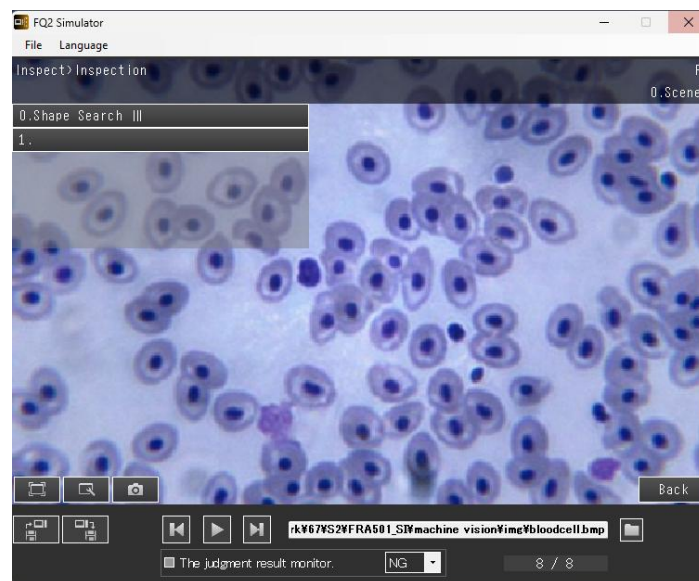 FQ2 Simulator
File Language
Inspect>Inspection
0.Scene
0.Shape Search III
1.
Back
rk¥67¥S2¥FRA501_SI¥machine vision¥img¥bloodcell.bmp
The judgment result monitor. NG 8 / 8